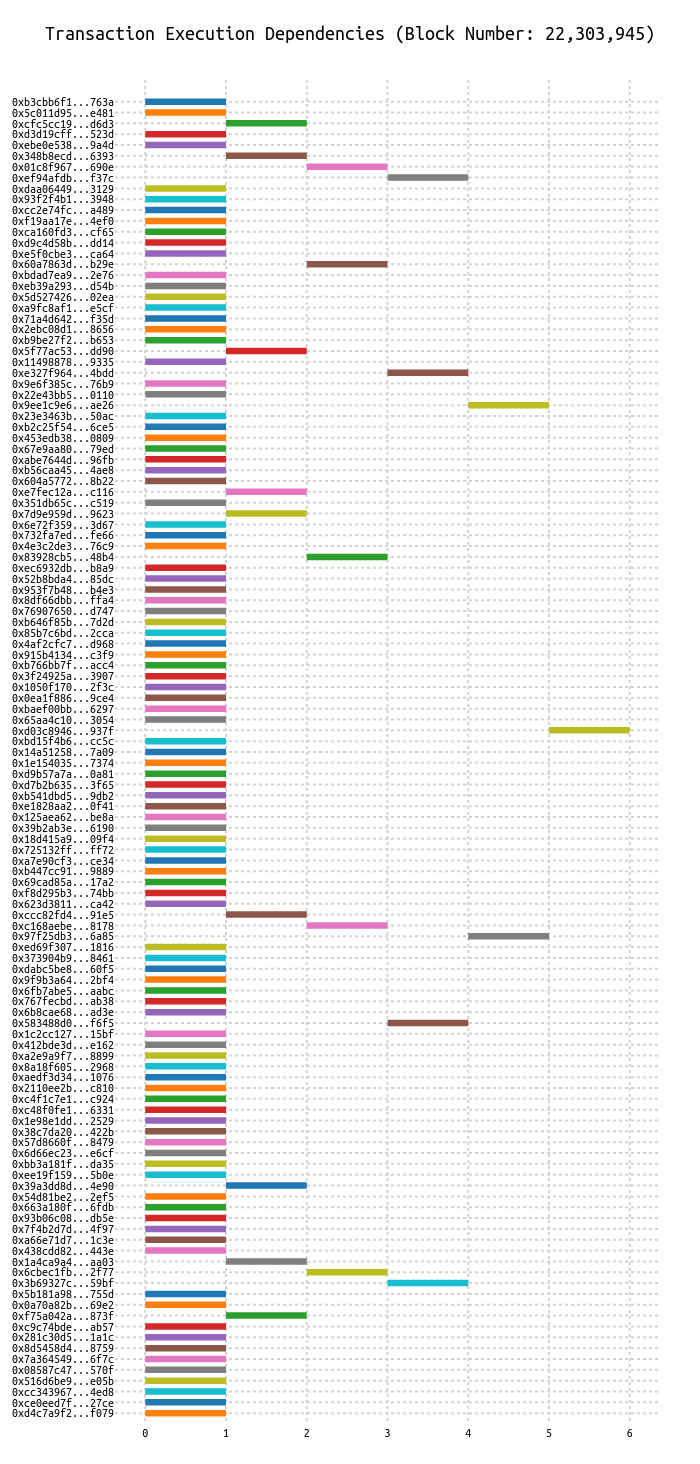 Transaction Execution Dependencies (Block Number: 22,303,945)
0xb3cbb6f1...763a
0x5c011d95...e481
0xcfc5cc19...d6d3
0xd3d19cff...523d
0xebe0e538...9a4d
0x348b8ecd...6393
0x01c8f967...690e
0xef94afdb...f37c
0xdaa06449...3129
0x93f2f4b1...3948
0xcc2e74fc...a489
0xf19aa17e...4ef0
0xca160fd3...cf65
0xd9c4d58b...dd14
0xe5f0cbe3...ca64
0x60a7863d...b29e
0xbdad7ea9...2e76
0xeb39a293...d54b
0x5d527426...02ea
0xa9fc8af1...e5cf
0x71a4d642...f35d
0x2ebc08d1...8656
0xb9be27f2...b653
0x5f77ac53...dd90
0x11498878...9335
0xe327f964...4bdd
0x9e6f385c...76b9
0x22e43bb5...0110
0x9ee1c9e6...ae26
0x23e3463b...50ac
0xb2c25f54...6ce5
0x453edb38...0809
0x67e9aa80...79ed
0xabe7644d...96fb
0xb56caa45...4ae8
0x604a5772...8b22
0xe7fec12a...c116
0x351db65c...c519
0x7d9e959d...9623
0x6e72f359...3d67
0x732fa7ed...fe66
0x4e3c2de3...76c9
0x83928cb5...48b4
0xec6932db...b8a9
0x52b8bda4...85dc
0x953f7b48...b4e3
0x8df66dbb...ffa4
0x76907650...d747
0xb646f85b...7d2d
0x85b7c6bd...2cca
0x4af2cfc7...d968
0x915b4134...c3f9
0xb766bb7f...acc4
0x3f24925a...3907
0x1050f170...2f3c
0x0ea1f886...9ce4
0xbaef00bb...6297
0x65aa4c10...3054
0xd03c8946...937f
0xbd15f4b6...cc5c
0x14a51258...7a09
0x1e154035...7374
0xd9b57a7a...0a81
0xd7b2b635...3f65
0xb541dbd5...9db2
0xe1828aa2...0f41
0x125aea62...be8a
0x39b2ab3e...6190
0x18d415a9...09f4
0x725132ff...ff72
0xa7e90cf3...ce34
0xb447cc91...9889
0x69cad85a...17a2
0xf8d295b3...74bb
0x623d3811...ca42
0xccc82fd4...91e5
0xc168aebe...8178
0x97f25db3...6a85
0xed69f307...1816
0x373904b9...8461
0xdabc5be8...60f5
0x9f9b3a64...2bf4
0x6fb7abe5...aabc
0x767fecbd...ab38
0x6b8cae68...ad3e
0x583488d0...f6f5
0x1c2cc127...15bf
0x412bde3d...e162
0xa2e9a9f7...8899
0x8a18f605...2968
0xaedf3d34...1076
0x2110ee2b...c810
0xc4f1c7e1...c924
0xc48f0fe1...6331
0x1e98e1dd...2529
0x38c7da20...422b
0x57d8660f...8479
0x6d66ec23...e6cf
0xbb3a181f...da35
0xee19f159...5b0e
0x39a3dd8d...4e90
0x54d81be2...2ef5
0x663a180f...6fdb
0x93b06c08...db5e
0x7f4b2d7d...4f97
0xa66e71d7...1c3e
0x438cdd82...443e
0x1a4ca9a4...aa03
0x6cbec1fb...2f77
0x3b69327c...59bf
0x5b181a98...755d
0x0a70a82b...69e2
0xf75a042a...873f
0xc9c74bde...ab57
0x281c30d5...1a1c
0x8d5458d4...8759
0x7a364549...6f7c
0x08587c47...570f
0x516d6be9...e05b
0xcc343967...4ed8
0xce0eed7f...27ce
0xd4c7a9f2...f079
0 1 2 3 4 5 6